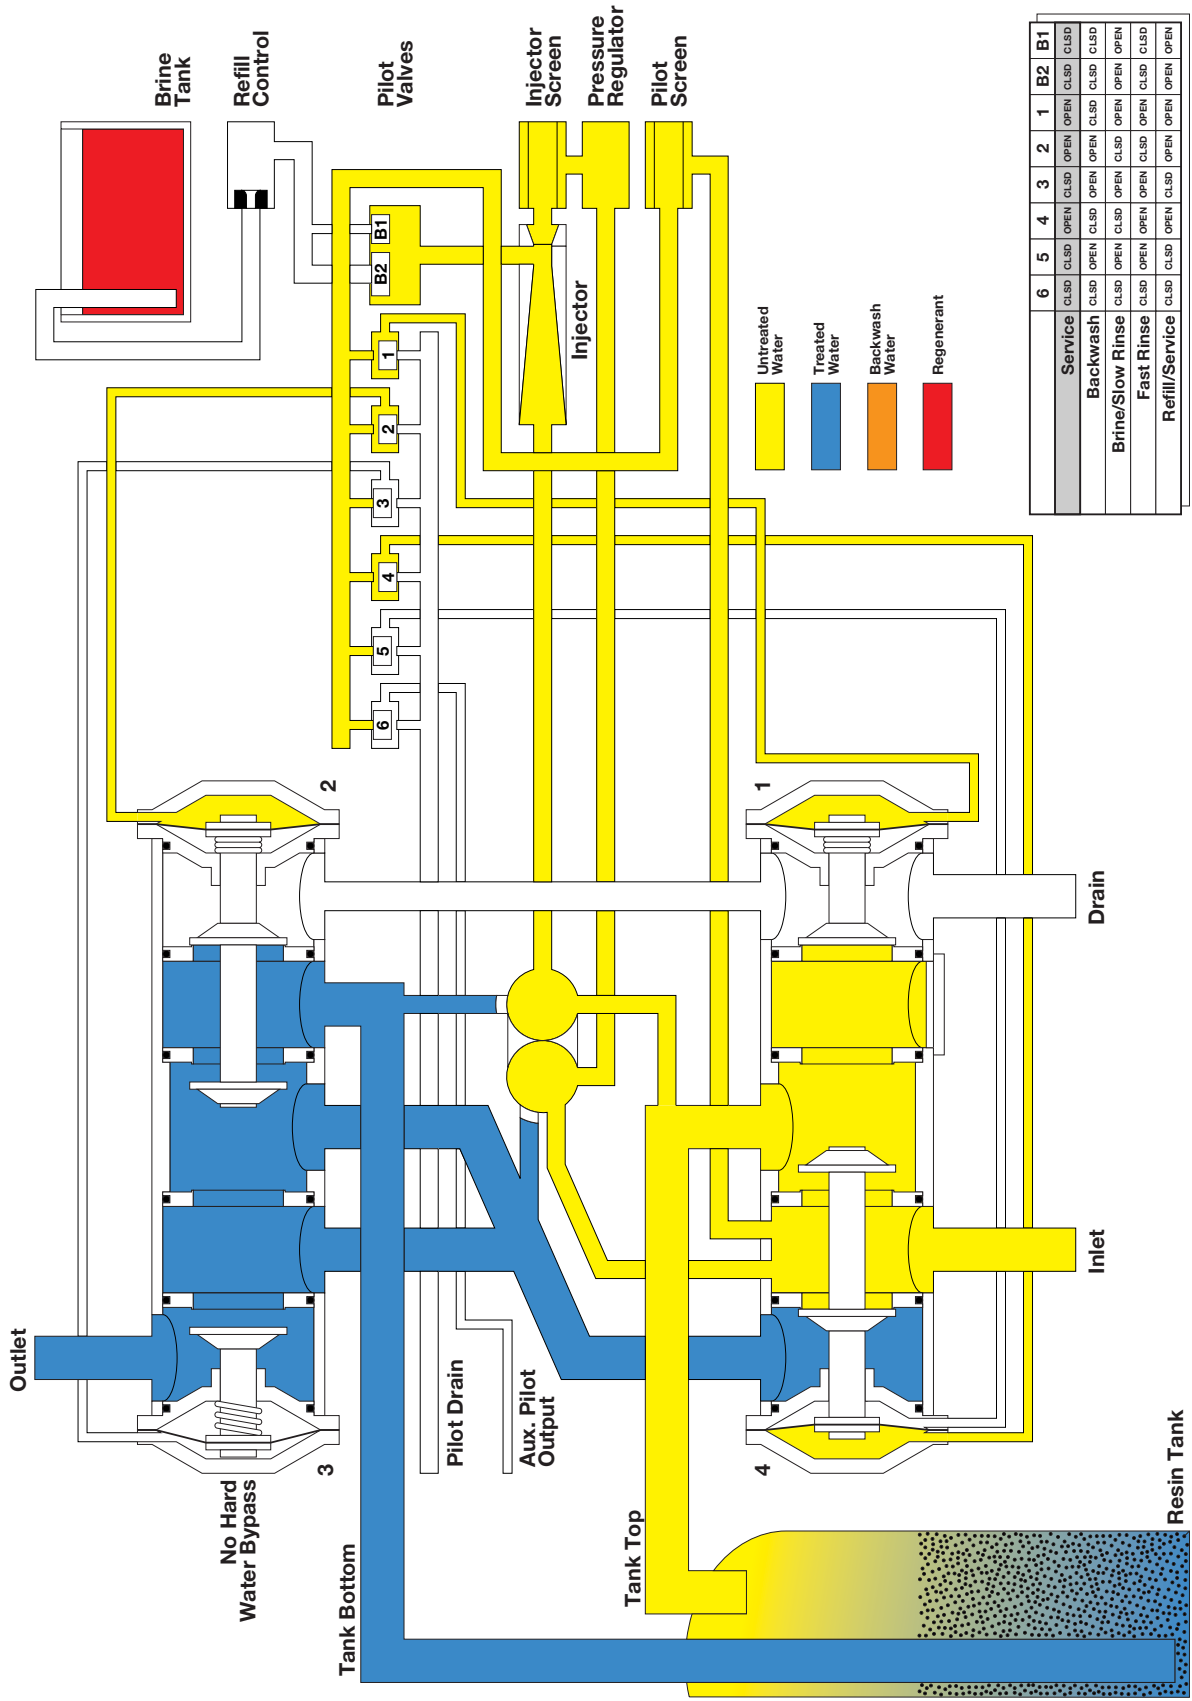 Outlet
No Hard
Water Bypass
3
2
Tank Bottom
Pilot Drain
Aux. Pilot
Output
Tank Top
4
1
Inlet
Drain
Resin Tank
Brine
Tank
Refill
Control
Pilot
Valves
6
5
4
3
2
1
B2
B1
Injector
Screen
Pressure
Regulator
Pilot
Screen
Injector
Untreated
Water
Treated
Water
Backwash
Water
Regenerant
6 5 4 3 2 1 B2 B1
Service CLSD CLSD OPEN CLSD OPEN OPEN CLSD CLSD
Backwash CLSD OPEN CLSD OPEN OPEN CLSD CLSD CLSD
Brine/Slow Rinse CLSD OPEN CLSD OPEN CLSD OPEN OPEN OPEN
Fast Rinse CLSD OPEN OPEN OPEN CLSD OPEN CLSD CLSD
Refill/Service CLSD CLSD OPEN CLSD OPEN OPEN OPEN OPEN